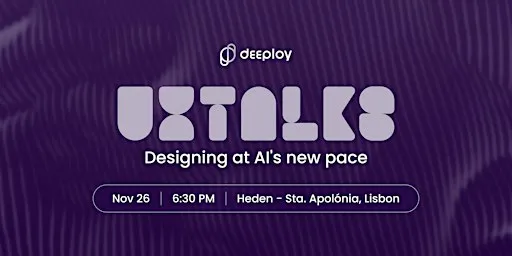 deeploy
UXTALKS
Designing at AI's new pace
Nov 26 | 6:30 PM | Heden - Sta. Apolónia, Lisbon